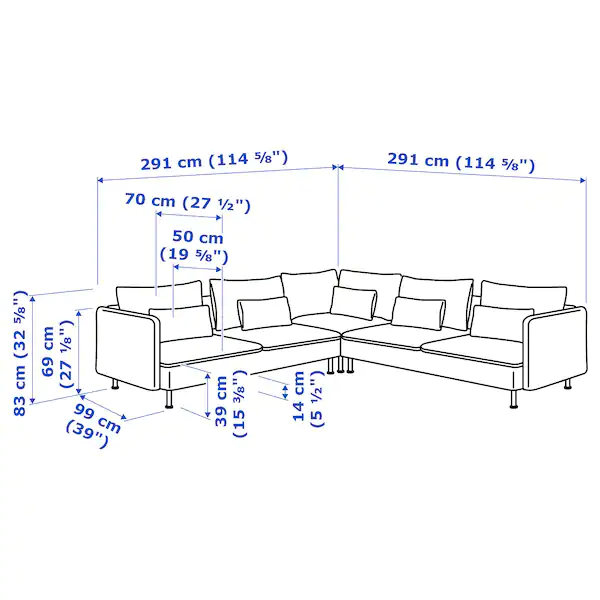 291 cm (114 ⅝")
291 cm (114 ⅝")
70 cm (27 ½")
50 cm
(19 ⅝")
83 cm (32 ⅝")
69 cm
(27 ⅛")
99 cm
(39")
39 cm
(15 ⅜")
14 cm
(5 ½")